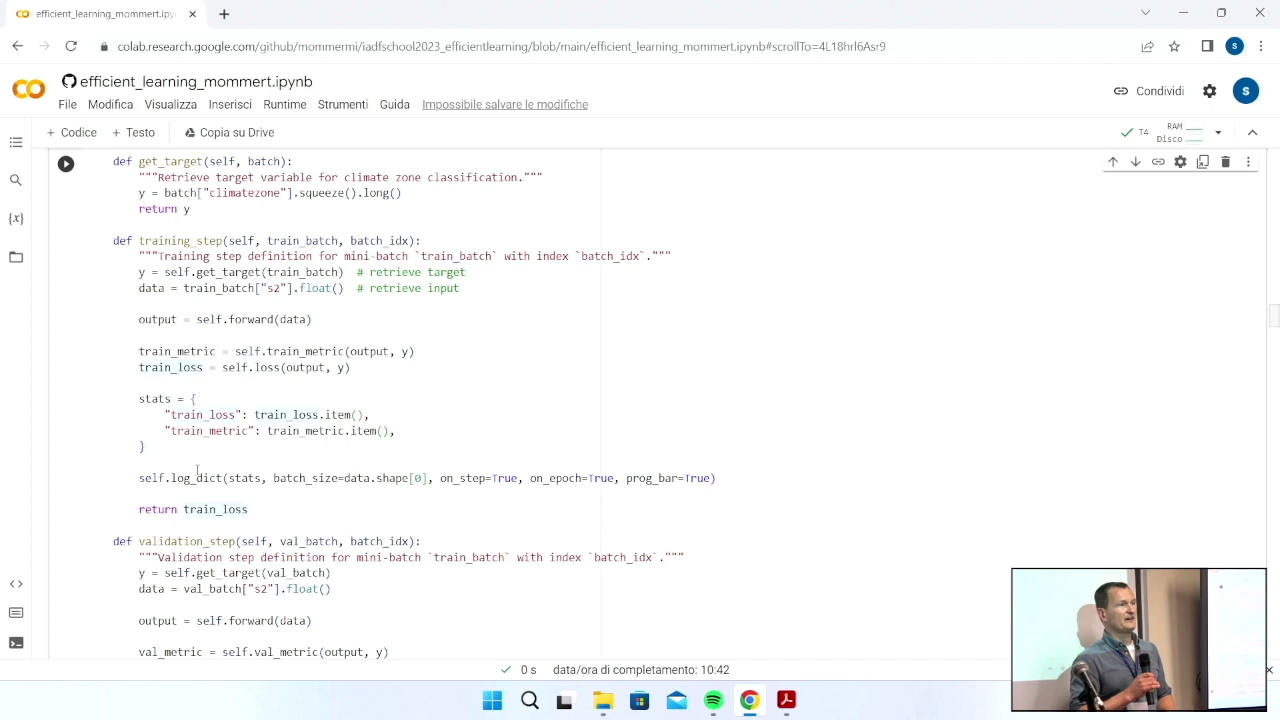 efficient_learning_mommert.ipy
colab.research.google.com/github/mommermi/iadfschool2023_efficientlearning/blob/main/efficient_learning_mommert.ipynb#scrollTo=4L18hrl6Asr9
S
efficient_learning_mommert.ipynb
File Modifica Visualizza Inserisci Runtime Strumenti Guida Impossibile salvare le modifiche
Condividi
S
+ Codice + Testo Copia su Drive
T4 RAM
Disco
def get_target(self, batch):
"""Retrieve target variable for climate zone classification."""
y = batch["climatezone"].squeeze().long()
return y
def training_step(self, train_batch, batch_idx):
"""Training step definition for mini-batch `train_batch` with index `batch_idx`."""
y = self.get_target(train_batch) # retrieve target
data = train_batch["s2"].float() # retrieve input
output = self.forward(data)
train_metric = self.train_metric(output, y)
train_loss = self.loss(output, y)
stats = {
"train_loss": train_loss.item(),
"train_metric": train_metric.item(),
}
self.log_dict(stats, batch_size=data.shape[0], on_step=True, on_epoch=True, prog_bar=True)
return train_loss
def validation_step(self, val_batch, batch_idx):
"""Validation step definition for mini-batch `train_batch` with index `batch_idx`."""
y = self.get_target(val_batch)
data = val_batch["s2"].float()
output = self.forward(data)
val_metric = self.val_metric(output, y)
0 s data/ora di completamento: 10:42